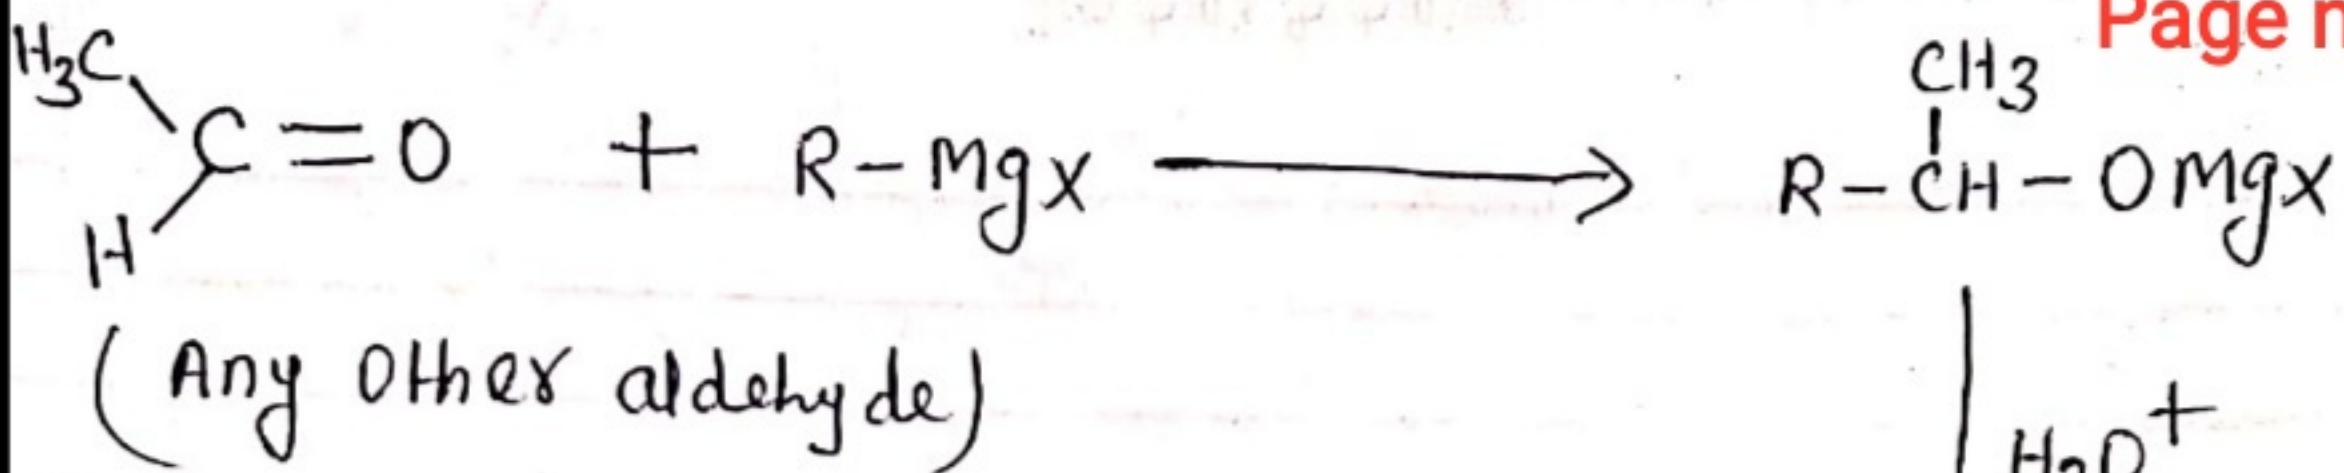 Page n
H₃C
CH3
C=O + R-MgX ⟶ R-CH-OMgX
H
(Any Other aldehyde)
H₃O+